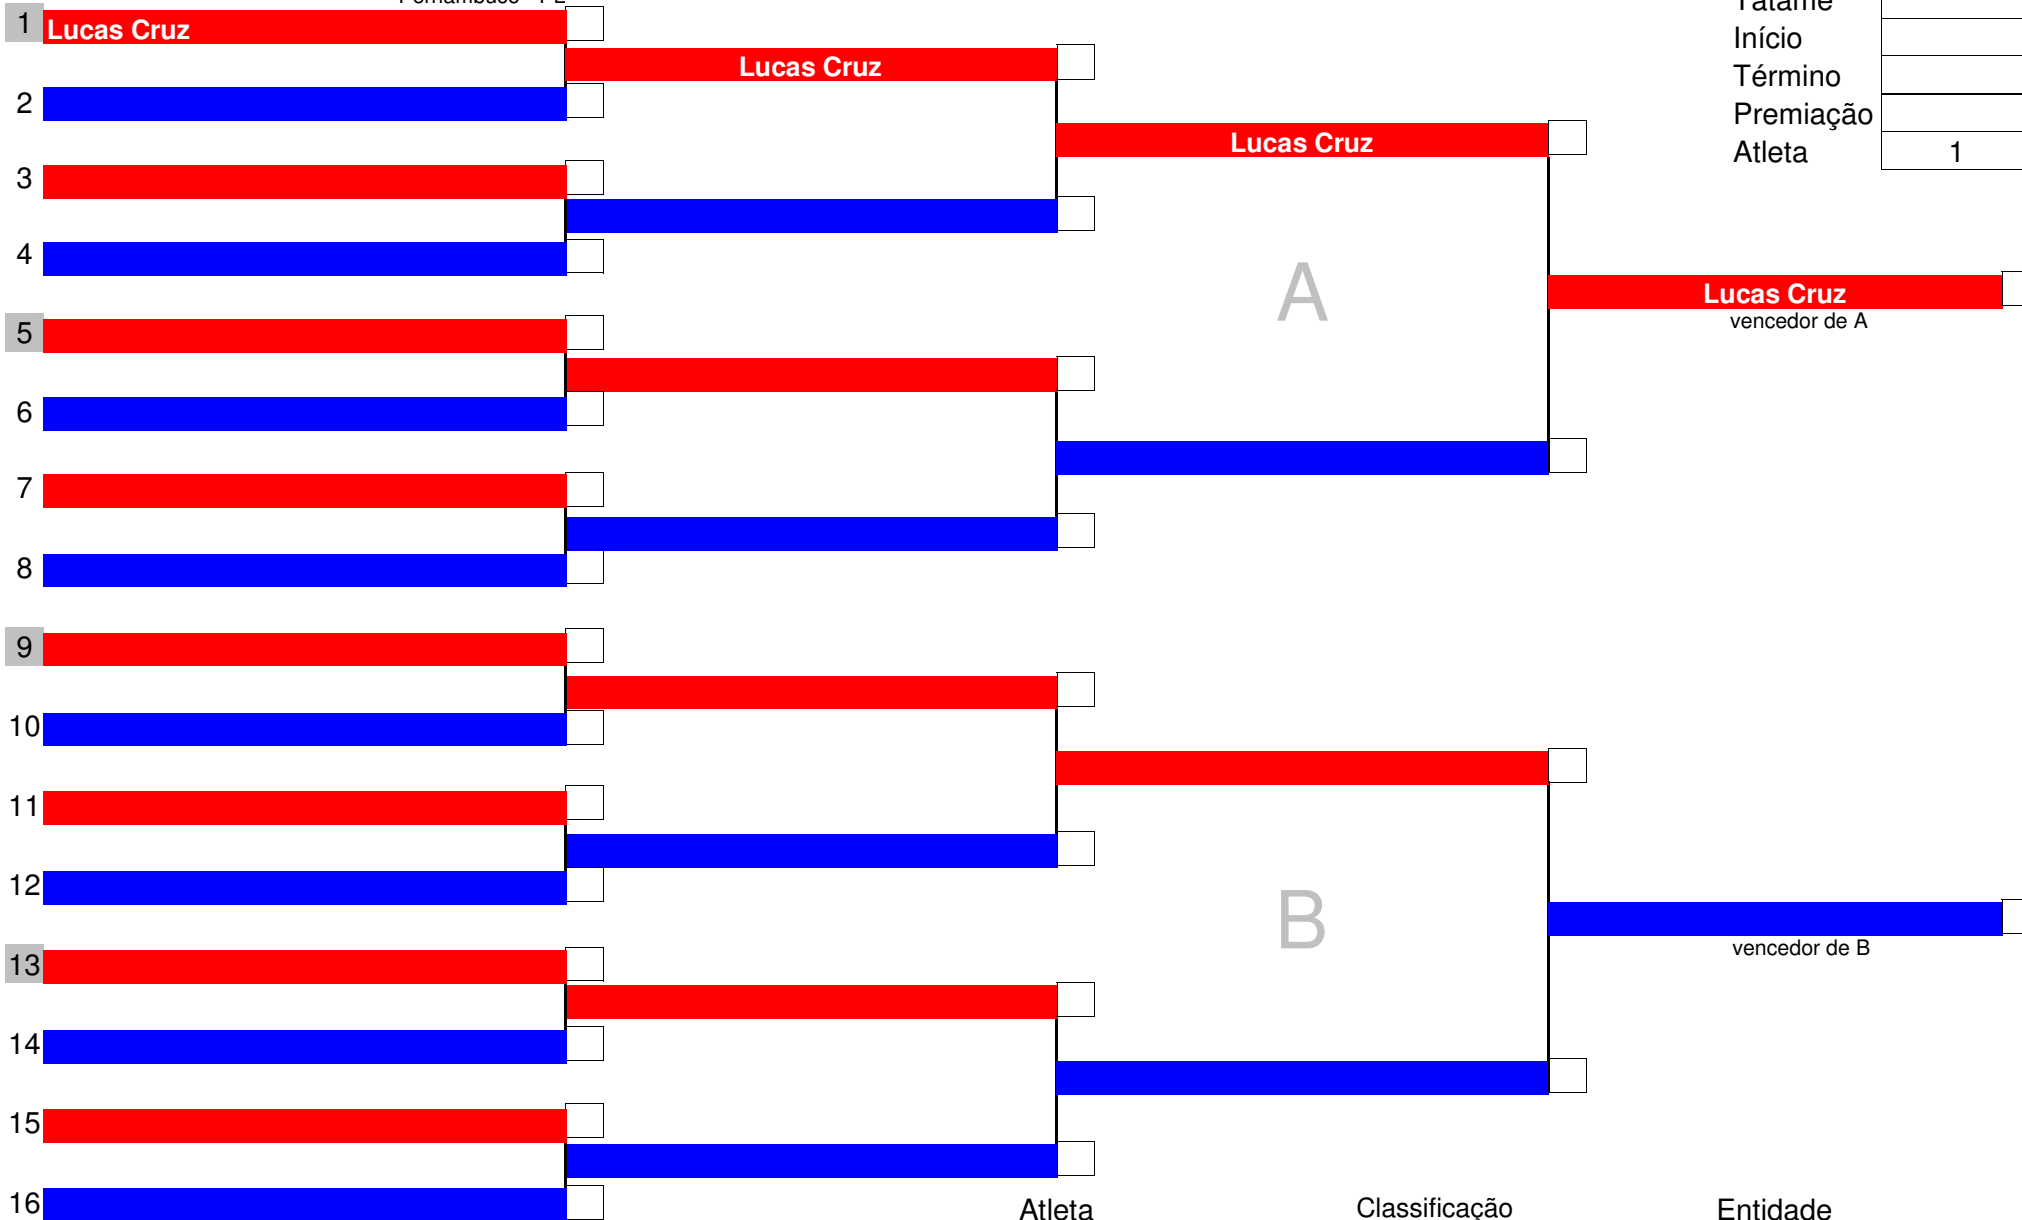 1 Lucas Cruz
Lucas Cruz
2
3
Lucas Cruz
4
5
Lucas Cruz
vencedor de A
A
6
7
8
9
10
11
12
B
13
vencedor de B
14
15
16
Tatame
Início
Término
Premiação
Atleta 1
Atleta Classificação Entidade